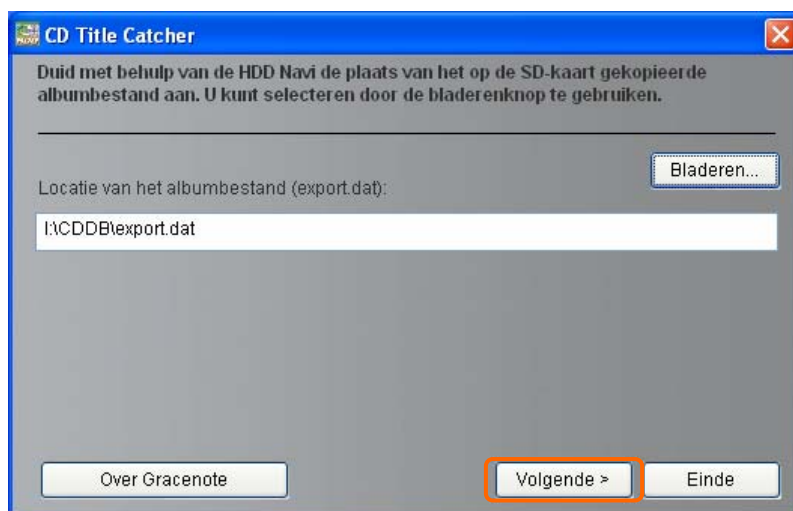 CD Title Catcher
Duid met behulp van de HDD Navi de plaats van het op de SD-kaart gekopieerde
albumbestand aan. U kunt selecteren door de bladerenknop te gebruiken.
Bladeren...
Locatie van het albumbestand (export.dat):
I:\CDDB\export.dat
Over Gracenote
Volgende >
Einde